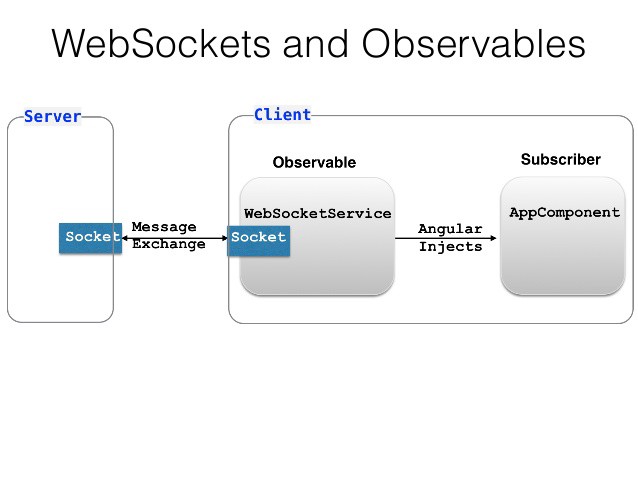 WebSockets and Observables
Server
Client
Observable
Subscriber
WebSocketService
AppComponent
Socket
Message
Exchange
Socket
Angular
Injects